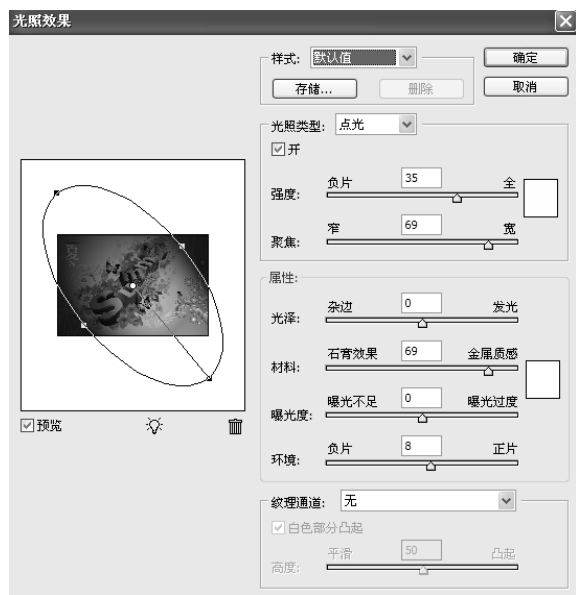 光照效果
样式: 默认值
确定
存储...
删除
取消
光照类型: 点光
开
强度: 负片 35 全
聚焦: 窄 69 宽
属性:
光泽: 杂边 0 发光
材料: 石膏效果 69 金属质感
曝光度: 曝光不足 0 曝光过度
环境: 负片 8 正片
预览
纹理通道: 无
白色部分凸起
高度: 平滑 50 凸起